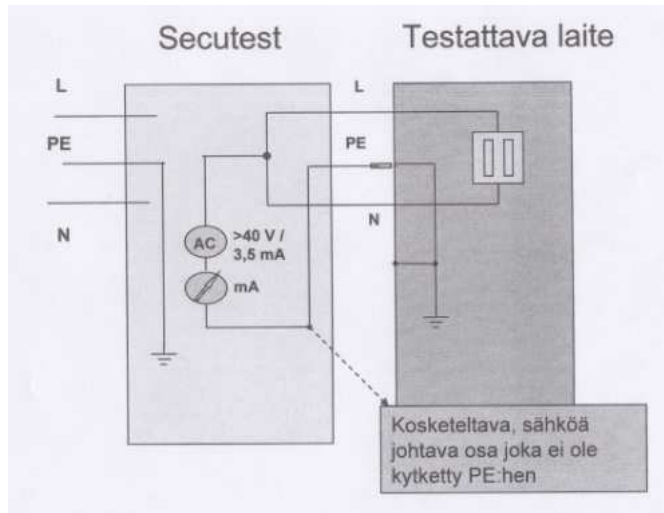 Secutest
Testattava laite
L
PE
N
L
PE
N
AC
>40 V /
3,5 mA
mA
Kosketeltava, sähköä
johtava osa joka ei ole
kytketty PE:hen